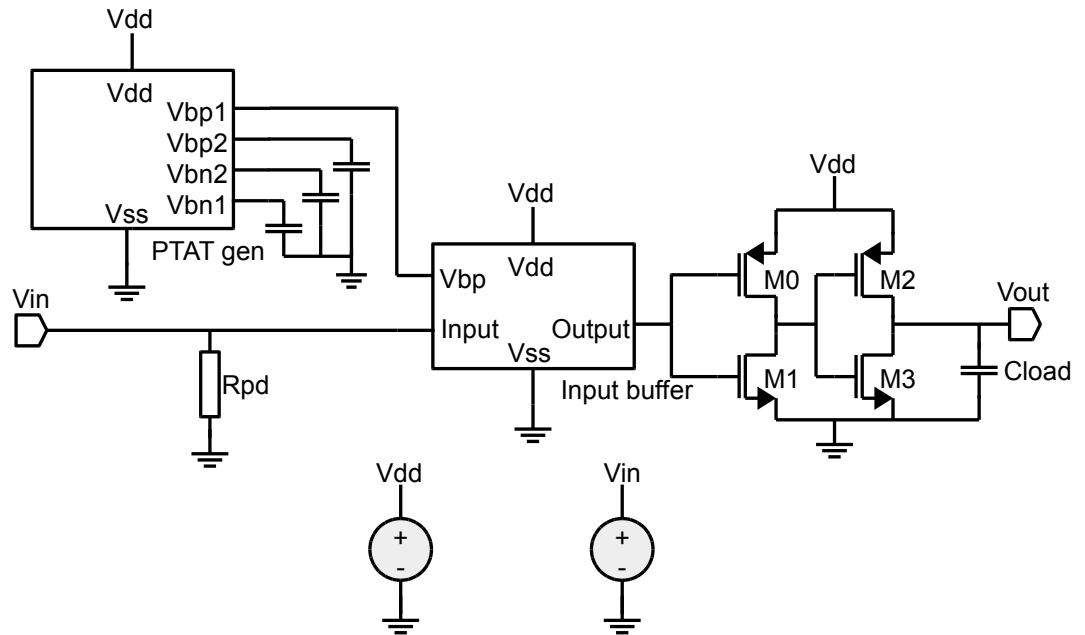 Vdd
Vdd
Vbp1
Vbp2
Vbn2
Vbn1
Vss
PTAT gen
Vdd
Vdd
Vbp
Input
Output
Vss
Input buffer
Vin
Rpd
Vdd
M0
M2
M1
M3
Vout
Cload
Vdd
+
-
Vin
+
-